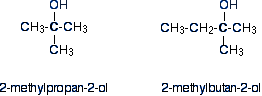 OH
CH₃-C-CH₃
CH₃
2-methylpropan-2-ol
OH
CH₃-CH₂-C-CH₃
CH₃
2-methylbutan-2-ol